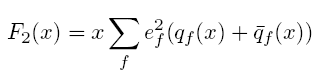 F_2(x) = x \sum_f e_f^2 (q_f(x) + \bar{q}_f(x))